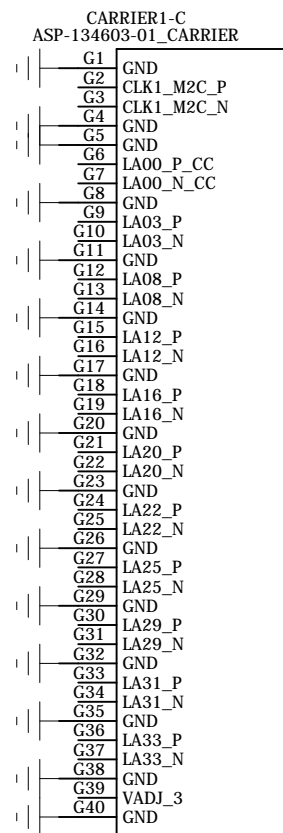 CARRIER1-C
ASP-134603-01_CARRIER
G1 GND
G2 CLK1_M2C_P
G3 CLK1_M2C_N
G4 GND
G5 GND
G6 LA00_P_CC
G7 LA00_N_CC
G8 GND
G9 LA03_P
G10 LA03_N
G11 GND
G12 LA08_P
G13 LA08_N
G14 GND
G15 LA12_P
G16 LA12_N
G17 GND
G18 LA16_P
G19 LA16_N
G20 GND
G21 LA20_P
G22 LA20_N
G23 GND
G24 LA22_P
G25 LA22_N
G26 GND
G27 LA25_P
G28 LA25_N
G29 GND
G30 LA29_P
G31 LA29_N
G32 GND
G33 LA31_P
G34 LA31_N
G35 GND
G36 LA33_P
G37 LA33_N
G38 GND
G39 VADJ_3
G40 GND